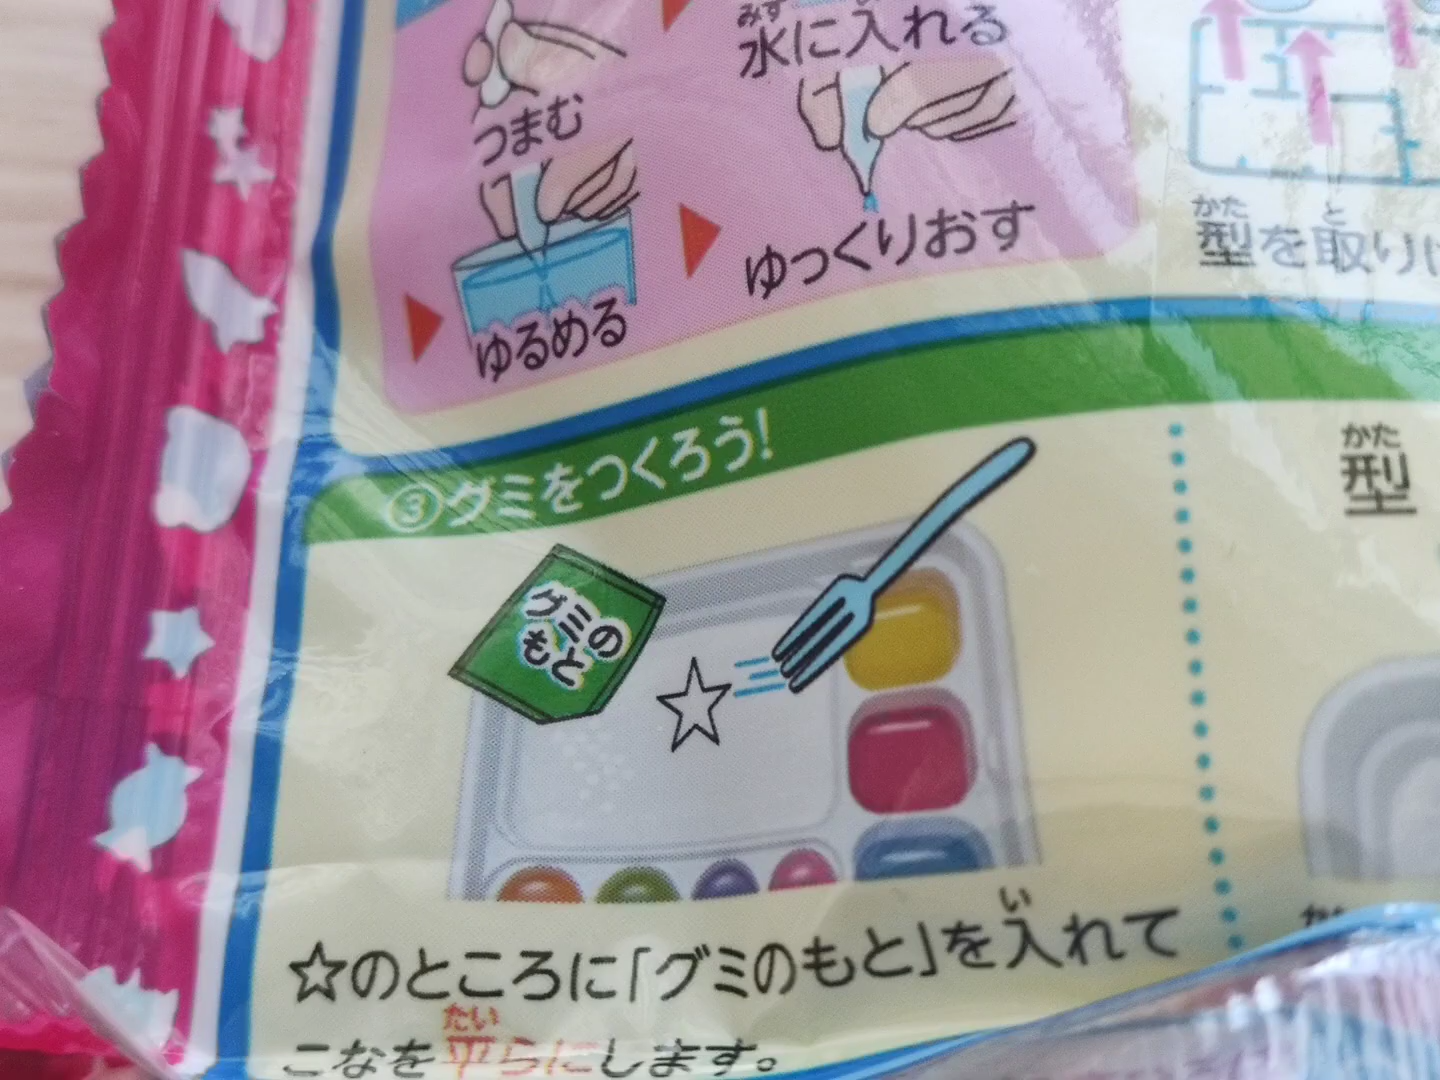 みず
水に入れる
つまむ
ゆるめる
ゆっくりおす
かた と
型を取り
③グミをつくろう!
かた
型
グミの
もと
い
☆のところに「グミのもと」を入れて
たい
こなを平らにします。